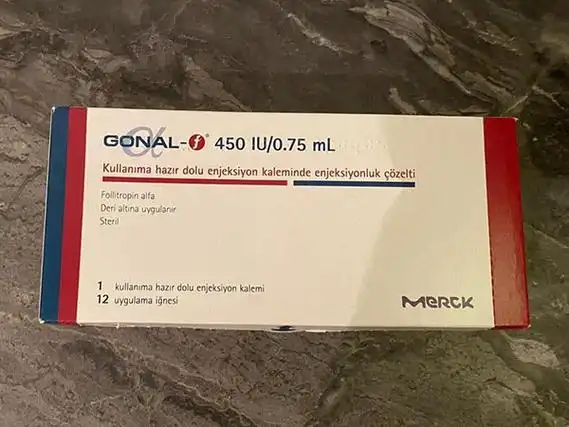 GONAL-f® 450 IU/0.75 mL
Kullanıma hazır dolu enjeksiyon kaleminde enjeksiyonluk çözelti
Follitropin alfa
Deri altına uygulanır
Steril
1 kullanıma hazır dolu enjeksiyon kalemi
12 uygulama iğnesi
MERCK